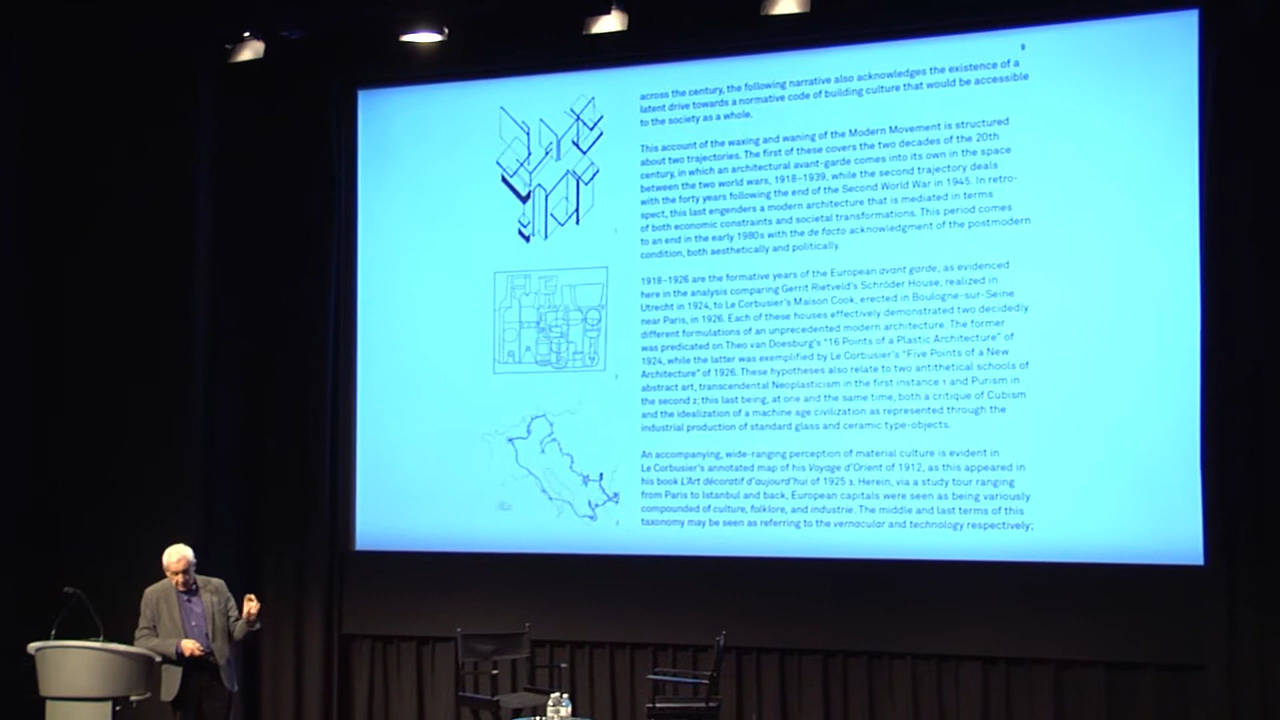 9
across the century, the following narrative also acknowledges the existence of a
latent drive towards a normative code of building culture that would be accessible
to the society as a whole.
This account of the waxing and waning of the Modern Movement is structured
about two trajectories. The first of these covers the two decades of the 20th
century, in which an architectural avant-garde comes into its own in the space
between the two world wars, 1918–1939, while the second trajectory deals
with the forty years following the end of the Second World War in 1945. In retro-
spect, this last engenders a modern architecture that is mediated in terms
of both economic constraints and societal transformations. This period comes
to an end in the early 1980s with the de facto acknowledgment of the postmodern
condition, both aesthetically and politically.
1918–1926 are the formative years of the European avant garde, as evidenced
here in the analysis comparing Gerrit Rietveld's Schröder House, realized in
Utrecht in 1924, to Le Corbusier's Maison Cook, erected in Boulogne-sur-Seine
near Paris, in 1926. Each of these houses effectively demonstrated two decidedly
different formulations of an unprecedented modern architecture. The former
was predicated on Theo van Doesburg's "16 Points of a Plastic Architecture" of
1924, while the latter was exemplified by Le Corbusier's "Five Points of a New
Architecture" of 1926. These hypotheses also relate to two antithetical schools of
abstract art, transcendental Neoplasticism in the first instance 1 and Purism in
the second 2; this last being, at one and the same time, both a critique of Cubism
and the idealization of a machine age civilization as represented through the
industrial production of standard glass and ceramic type-objects.
An accompanying, wide-ranging perception of material culture is evident in
Le Corbusier's annotated map of his Voyage d'Orient of 1912, as this appeared in
his book L'Art décoratif d'aujourd'hui of 1925 3. Herein, via a study tour ranging
from Paris to Istanbul and back, European capitals were seen as being variously
compounded of culture, folklore, and industrie. The middle and last terms of this
taxonomy may be seen as referring to the vernacular and technology respectively;
1
2
3